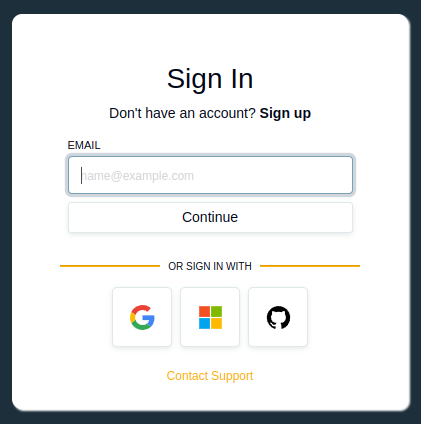 Sign In
Don't have an account? Sign up
EMAIL
name@example.com
Continue
OR SIGN IN WITH
Contact Support